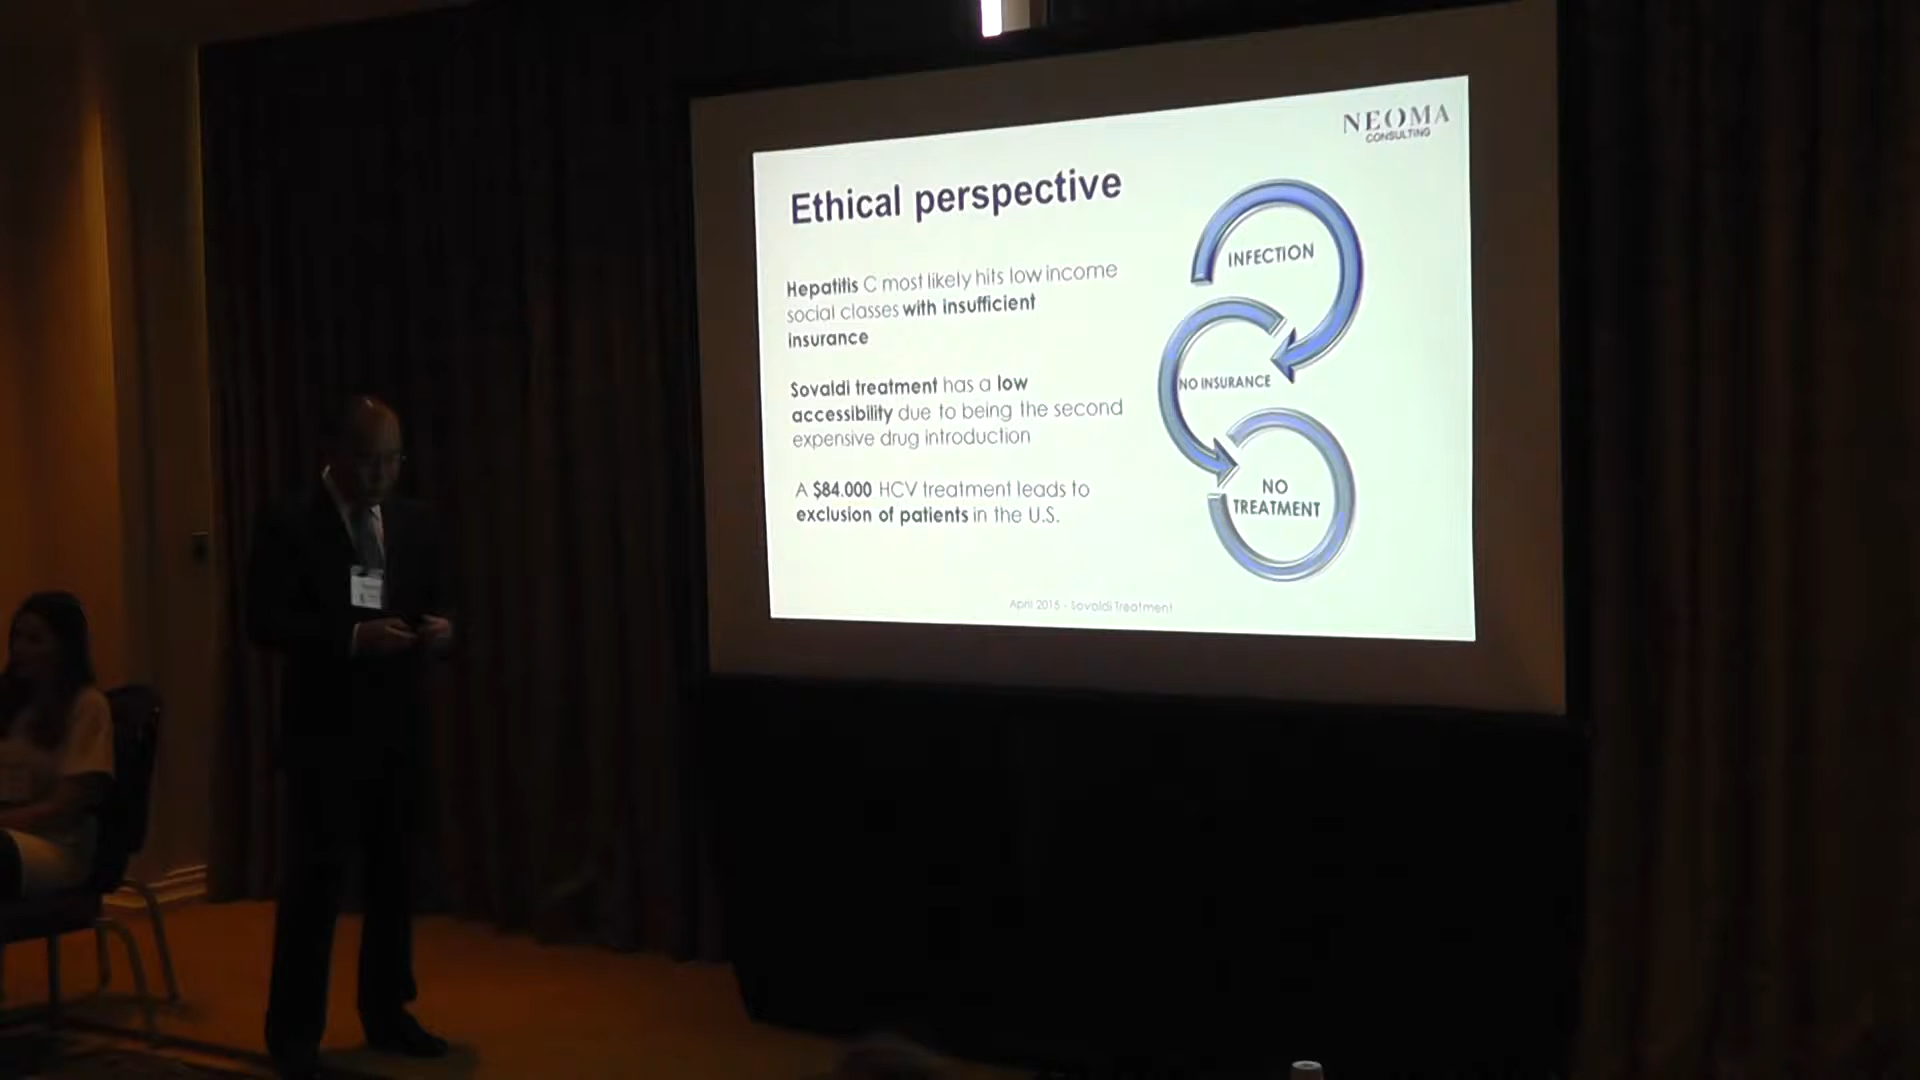 NEOMA
CONSULTING
Ethical perspective
Hepatitis C most likely hits low income
social classes with insufficient
insurance
Sovaldi treatment has a low
accessibility due to being the second
expensive drug introduction
A $84.000 HCV treatment leads to
exclusion of patients in the U.S.
INFECTION
NO INSURANCE
NO
TREATMENT
April 2015 - Sovaldi Treatment